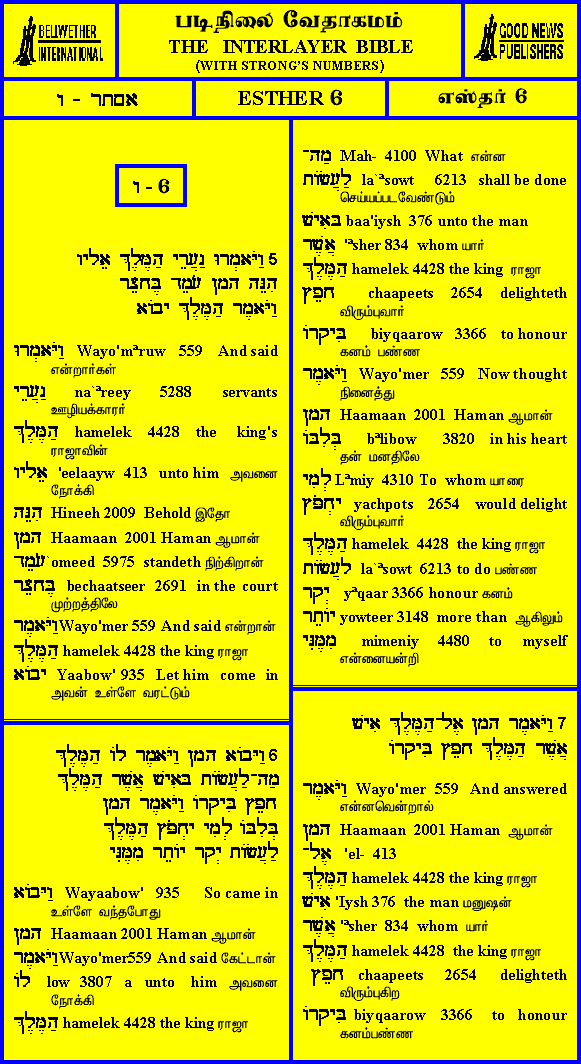 BELLWETHER
INTERNATIONAL
படிநிலை வேதாகமம்
THE INTERLAYER BIBLE
(WITH STRONG'S NUMBERS)
GOOD NEWS
PUBLISHERS
אסתר - ו
ESTHER 6
எஸ்தர் 6
ו - 6
5 וַיֹּאמְרוּ נַעֲרֵי הַמֶּלֶךְ אֵלָיו
הִנֵּה הָמָן עֹמֵד בֶּחָצֵר
וַיֹּאמֶר הַמֶּלֶךְ יָבוֹא
וַיֹּאמְרוּ Wayo'mªruw 559 And said
என்றார்கள்
נַעֲרֵי na`ªreey 5288 servants
ஊழியக்காரர்
הַמֶּלֶךְ hamelek 4428 the king's
ராஜாவின்
אֵלָיו 'eelaayw 413 unto him அவனை
நோக்கி
הִנֵּה Hineeh 2009 Behold இதோ
הָמָן Haamaan 2001 Haman ஆமான்
עֹמֵד `omeed 5975 standeth நிற்கிறான்
בֶּחָצֵר bechaatseer 2691 in the court
முற்றத்திலே
וַיֹּאמֶר Wayo'mer 559 And said என்றான்
הַמֶּלֶךְ hamelek 4428 the king ராஜா
יָבוֹא Yaabow' 935 Let him come in
அவன் உள்ளே வரட்டும்
6 וַיָּבוֹא הָמָן וַיֹּאמֶר לוֹ הַמֶּלֶךְ
מַה־לַעֲשׂוֹת בָּאִישׁ אֲשֶׁר הַמֶּלֶךְ
חָפֵץ בִּיקָרוֹ וַיֹּאמֶר הָמָן
בְּלִבּוֹ לְמִי יַחְפֹּץ הַמֶּלֶךְ
לַעֲשׂוֹת יְקָר יוֹתֵר מִמֶּנִּי
וַיָּבוֹא Wayaabow' 935 So came in
உள்ளே வந்தபோது
הָמָן Haamaan 2001 Haman ஆமான்
וַיֹּאמֶר Wayo'mer559 And said கேட்டான்
לוֹ low 3807 a unto him அவனை
நோக்கி
הַמֶּלֶךְ hamelek 4428 the king ராஜா
מַה־ Mah- 4100 What என்ன
לַעֲשׂוֹת la`ªsowt 6213 shall be done
செய்யப்படவேண்டும்
בָּאִישׁ baa'iysh 376 unto the man
אֲשֶׁר 'ªsher 834 whom யார்
הַמֶּלֶךְ hamelek 4428 the king ராஜா
חָפֵץ chaapeets 2654 delighteth
விரும்புவார்
בִּיקָרוֹ biyqaarow 3366 to honour
கனம் பண்ண
וַיֹּאמֶר Wayo'mer 559 Now thought
நினைத்து
הָמָן Haamaan 2001 Haman ஆமான்
בְּלִבּוֹ bªlibow 3820 in his heart
தன் மனதிலே
לְמִי Lªmiy 4310 To whom யாரை
יַחְפֹּץ yachpots 2654 would delight
விரும்புவார்
הַמֶּלֶךְ hamelek 4428 the king ராஜா
לַעֲשׂוֹת la`ªsowt 6213 to do பண்ண
יְקָר yªqaar 3366 honour கனம்
יוֹתֵר yowteer 3148 more than ஆகிலும்
מִמֶּנִּי mimeniy 4480 to myself
என்னையன்றி
7 וַיֹּאמֶר הָמָן אֶל־הַמֶּלֶךְ אִישׁ
אֲשֶׁר הַמֶּלֶךְ חָפֵץ בִּיקָרוֹ
וַיֹּאמֶר Wayo'mer 559 And answered
என்னவென்றால்
הָמָן Haamaan 2001 Haman ஆமான்
אֶל־ 'el- 413
הַמֶּלֶךְ hamelek 4428 the king ராஜா
אִישׁ 'Iysh 376 the man மனுஷன்
אֲשֶׁר 'ªsher 834 whom யார்
הַמֶּלֶךְ hamelek 4428 the king ராஜா
חָפֵץ chaapeets 2654 delighteth
விரும்புகிற
בִּיקָרוֹ biyqaarow 3366 to honour
கனம்பண்ண